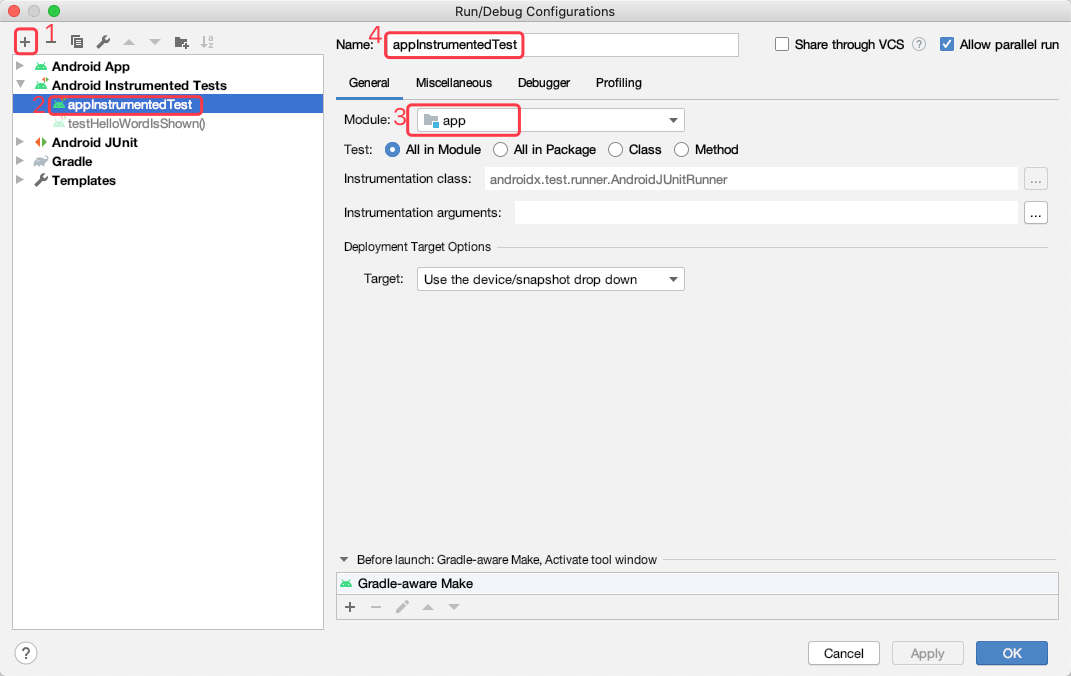 Run/Debug Configurations
1
Android App
Android Instrumented Tests
2 appInstrumentedTest
testHelloWordIsShown()
Android JUnit
Gradle
Templates
Name: 4 appInstrumentedTest
Share through VCS ?
Allow parallel run
General Miscellaneous Debugger Profiling
Module: 3 app
Test: All in Module All in Package Class Method
Instrumentation class: androidx.test.runner.AndroidJUnitRunner ...
Instrumentation arguments: ...
Deployment Target Options
Target: Use the device/snapshot drop down
Before launch: Gradle-aware Make, Activate tool window
Gradle-aware Make
? Cancel Apply OK